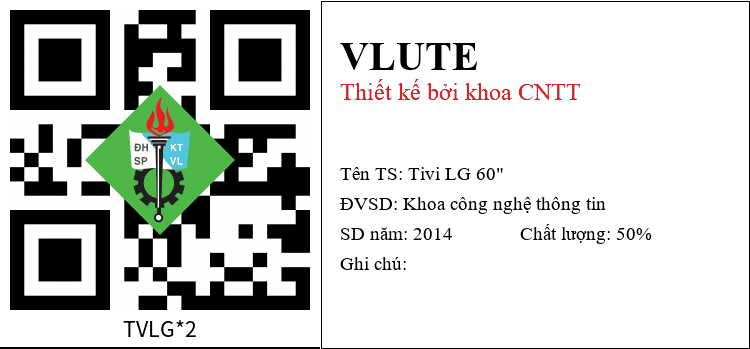 ĐH KT
SP VL
TVLG*2
VLUTE
Thiết kế bởi khoa CNTT
Tên TS: Tivi LG 60"
ĐVSD: Khoa công nghệ thông tin
SD năm: 2014 Chất lượng: 50%
Ghi chú: